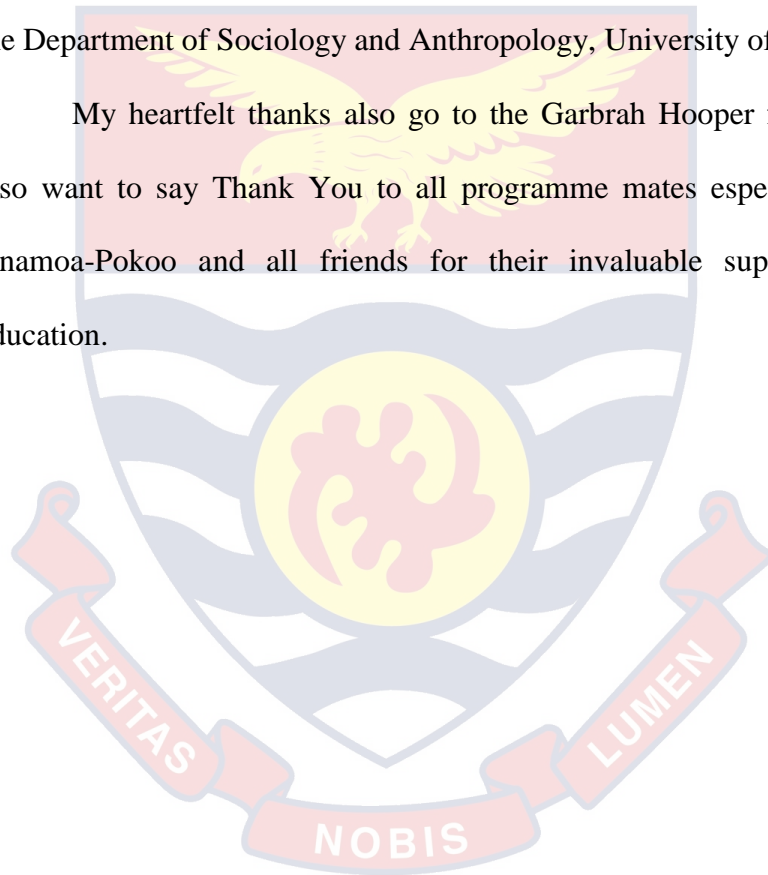 e Department of Sociology and Anthropology, University of
My heartfelt thanks also go to the Garbrah Hooper
so want to say Thank You to all programme mates espe
namoa-Pokoo and all friends for their invaluable sup
ducation.
VERITAS
NOBIS
LUMEN